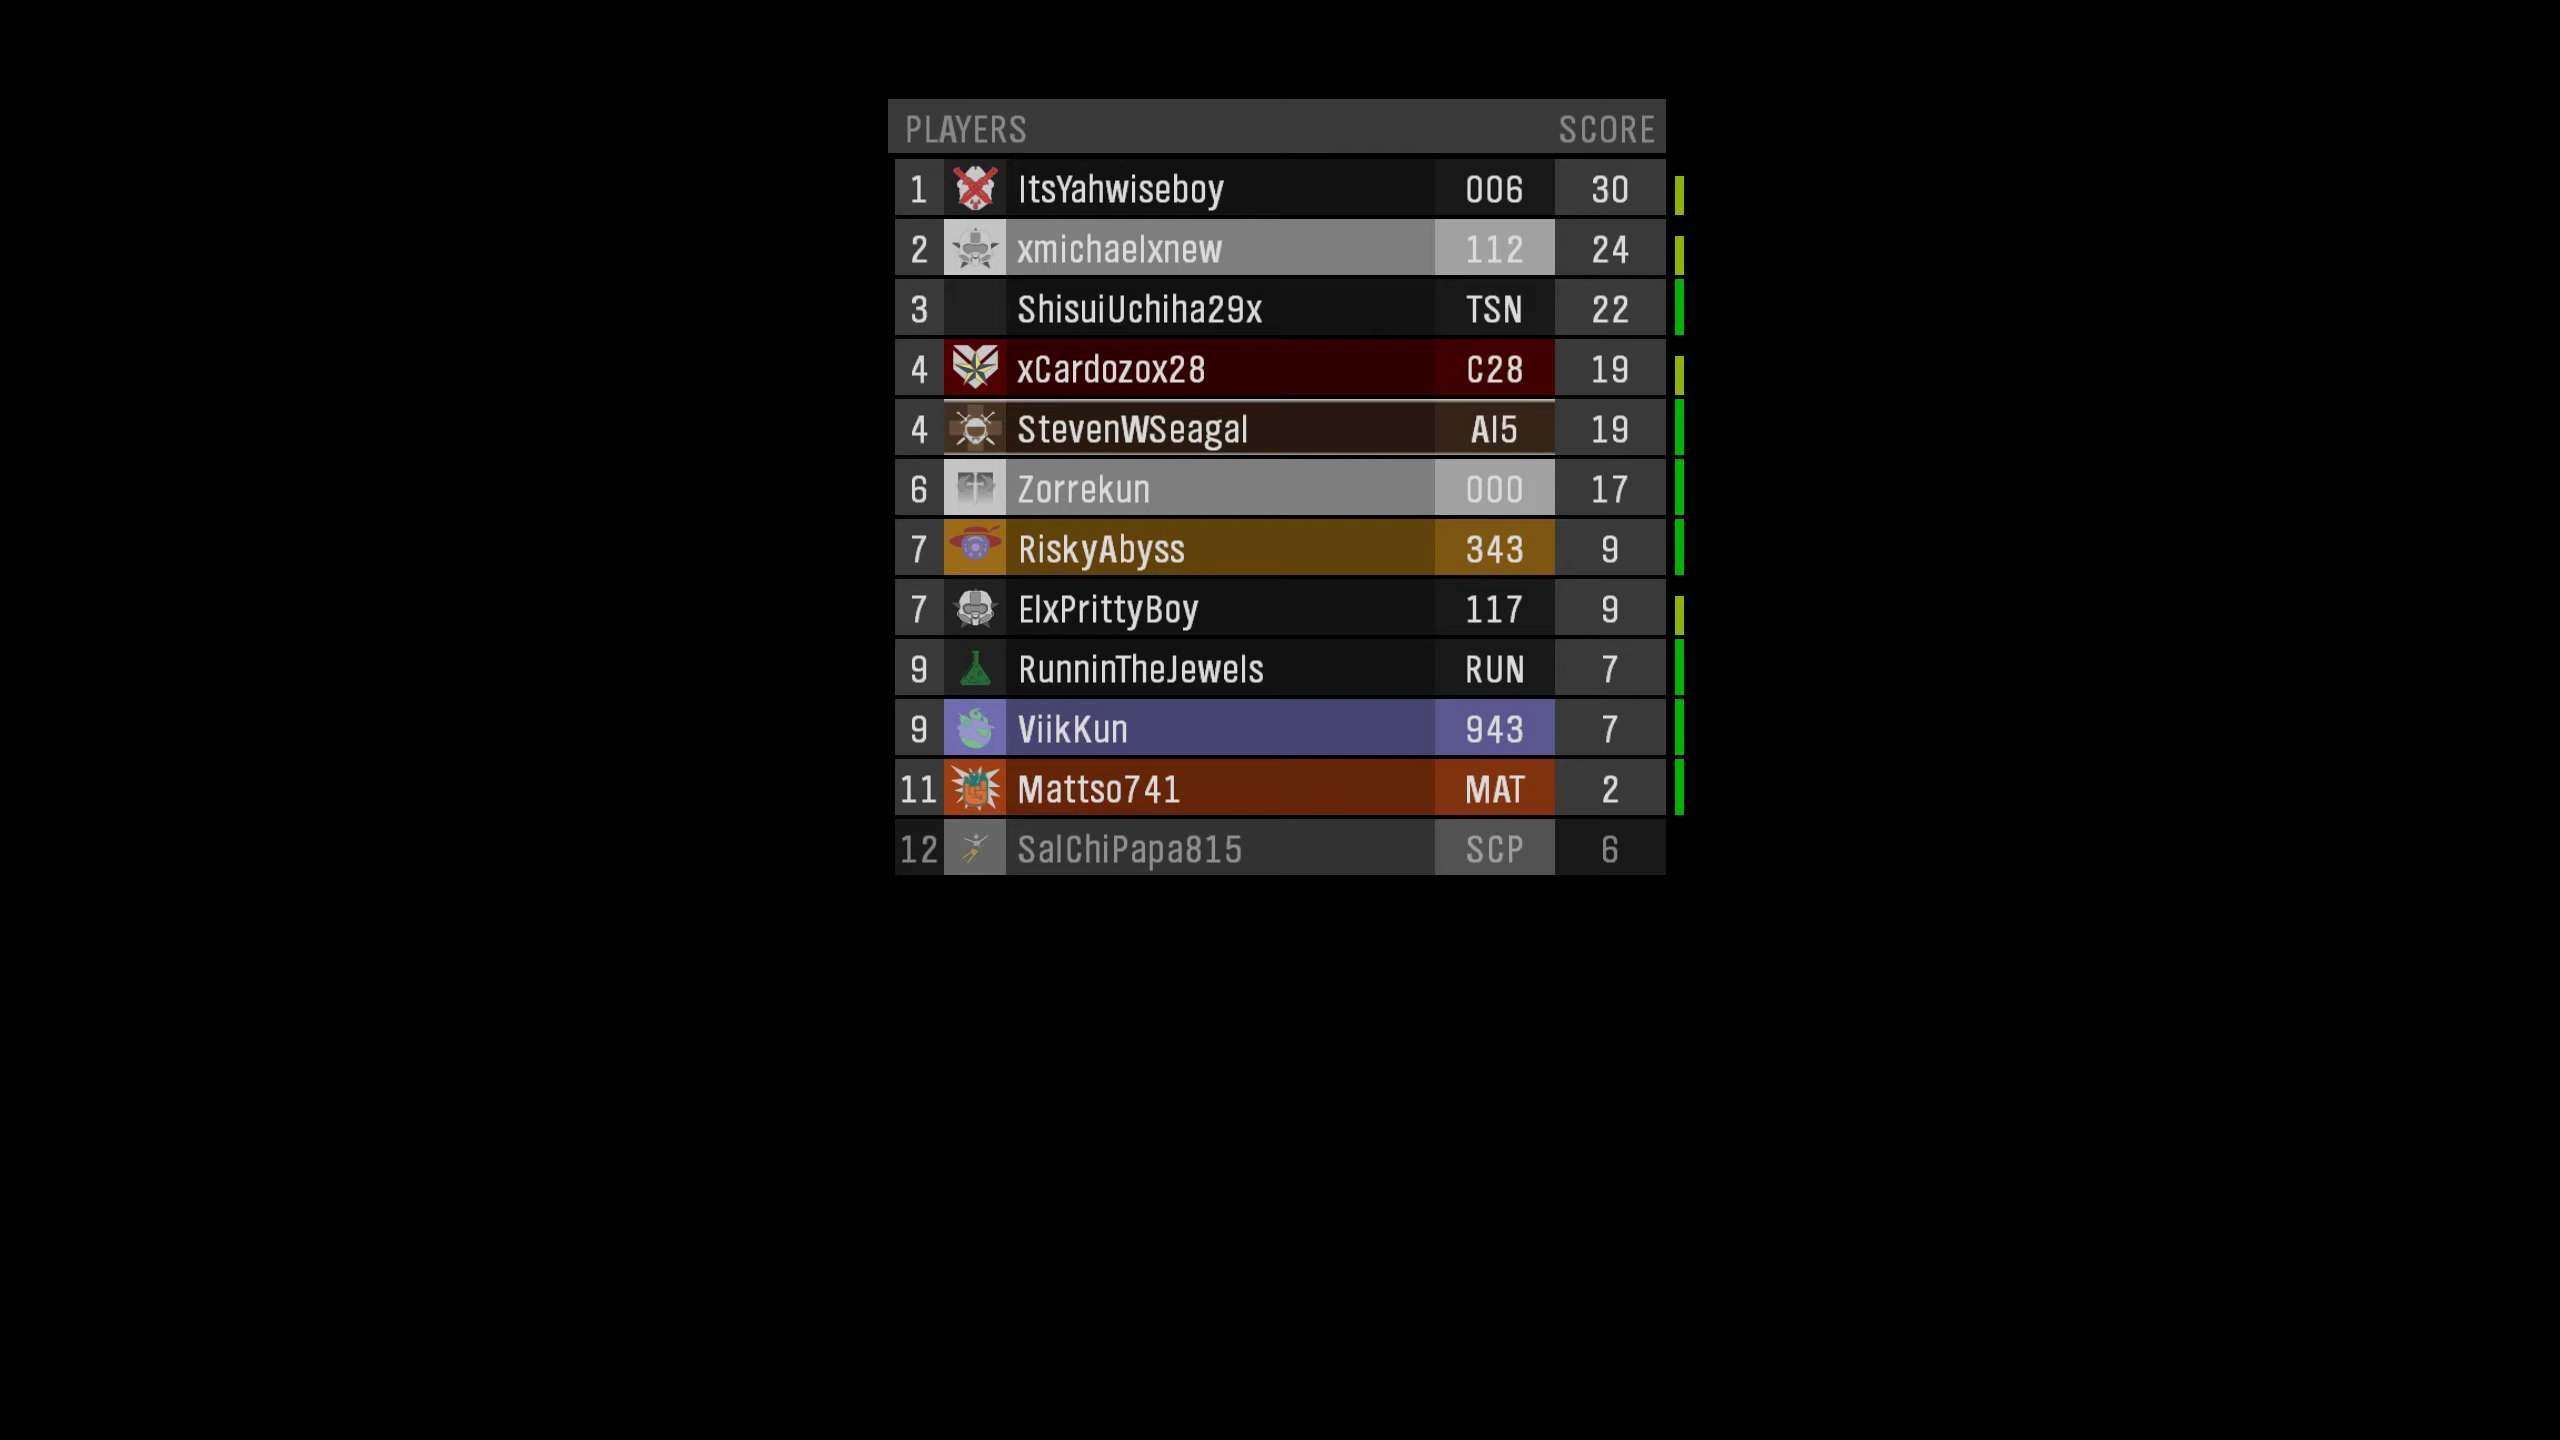 PLAYERS SCORE
1 ItsYahwiseboy 006 30
2 xmichaelxnew 112 24
3 ShisuiUchiha29x TSN 22
4 xCardozox28 C28 19
4 StevenWSeagal AI5 19
6 Zorrekun 000 17
7 RiskyAbyss 343 9
7 ElxPrittyBoy 117 9
9 RunninTheJewels RUN 7
9 ViikKun 943 7
11 Mattso741 MAT 2
12 SalChiPapa815 SCP 6